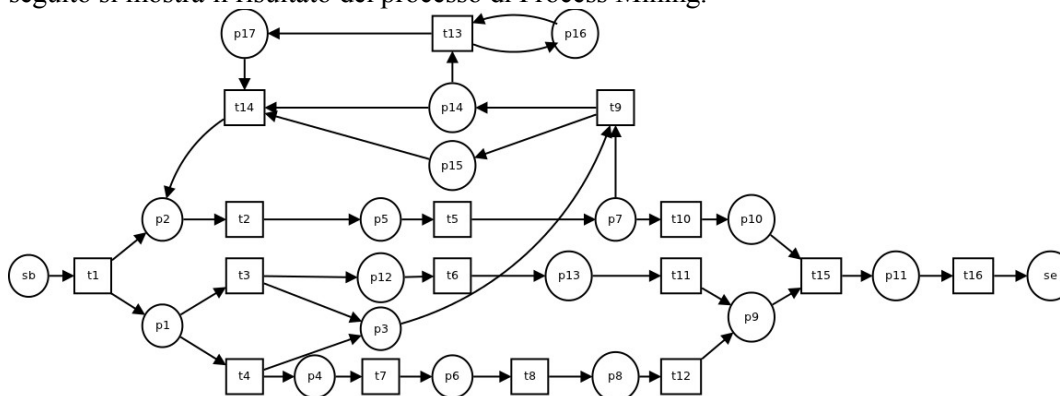 seguito si mostra il risultato del processo di Process Mining.
p17 t13 p16
t14 p14 t9
p15
p2 t2 p5 t5 p7 t10 p10
sb t1 t3 p12 t6 p13 t11 t15 p11 t16 se
p1 p3 p9
t4 p4 t7 p6 t8 p8 t12